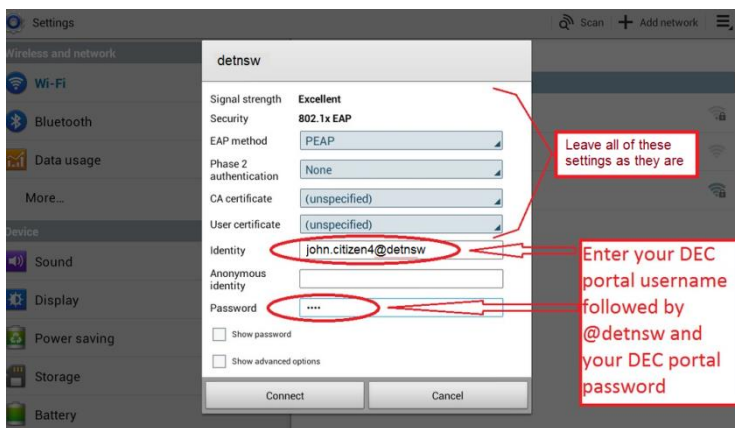 Settings
Scan
Add network
Wireless and network
Wi-Fi
Bluetooth
Data usage
More...
Device
Sound
Display
Power saving
Storage
Battery
detnsw
Signal strength Excellent
Security 802.1x EAP
EAP method PEAP
Phase 2
authentication None
CA certificate (unspecified)
User certificate (unspecified)
Identity john.citizen4@detnsw
Anonymous
identity
Password ....
Show password
Show advanced options
Connect Cancel
Leave all of these
settings as they are
Enter your DEC
portal username
followed by
@detnsw and
your DEC portal
password